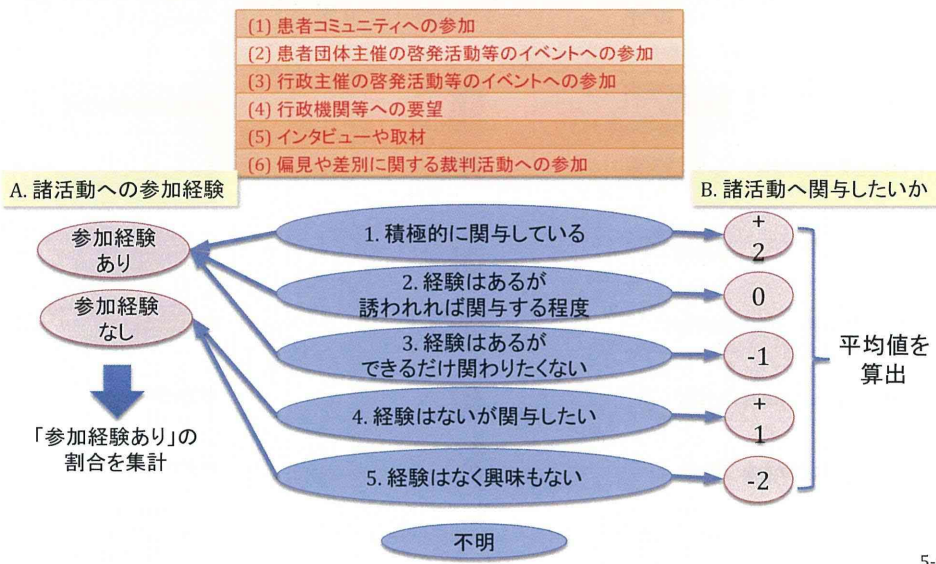 (1) 患者コミュニティへの参加
(2) 患者団体主催の啓発活動等のイベントへの参加
(3) 行政主催の啓発活動等のイベントへの参加
(4) 行政機関等への要望
(5) インタビューや取材
(6) 偏見や差別に関する裁判活動への参加
A. 諸活動への参加経験
B. 諸活動へ関与したいか
参加経験
あり
参加経験
なし
「参加経験あり」の
割合を集計
1. 積極的に関与している
2. 経験はあるが
誘われれば関与する程度
3. 経験はあるが
できるだけ関わりたくない
4. 経験はないが関与したい
5. 経験はなく興味もない
不明
+
2
0
-1
+
1
-2
平均値を
算出
5-